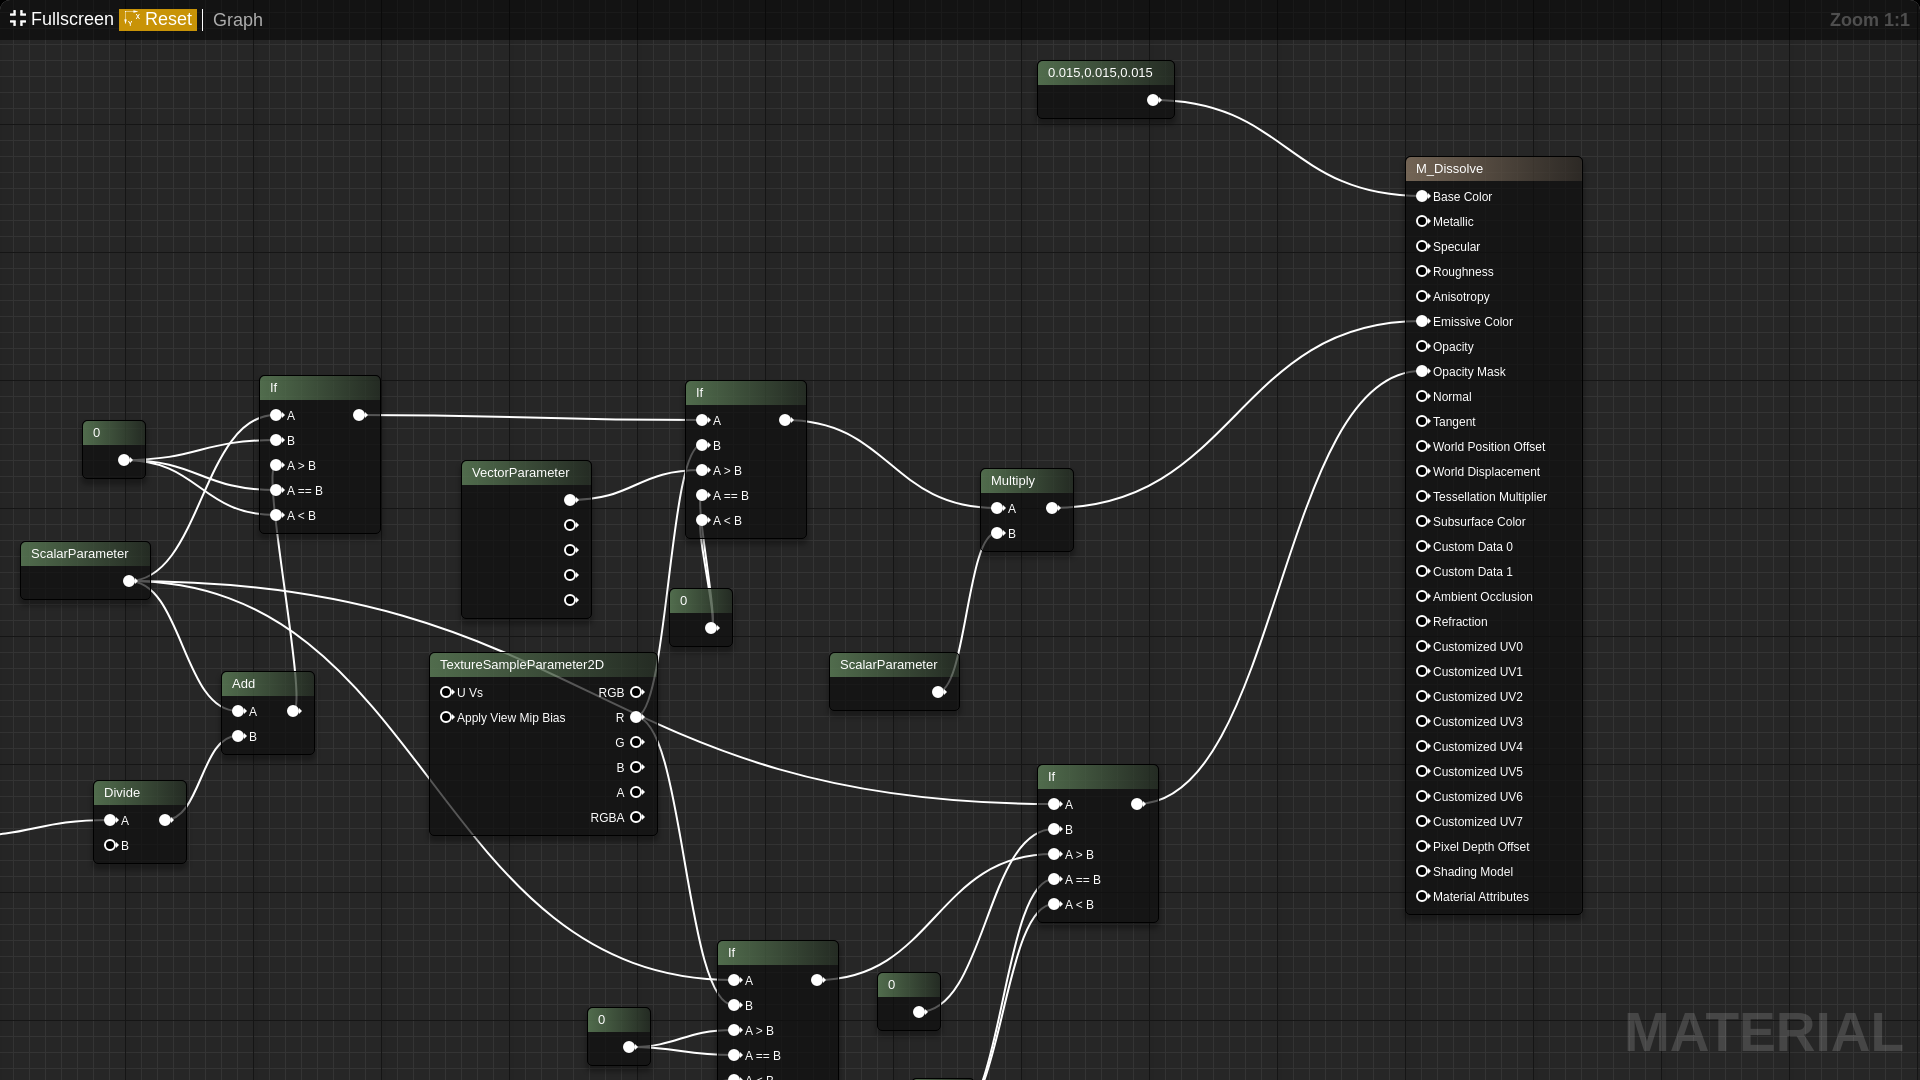 Fullscreen Reset Graph Zoom 1:1
0.015,0.015,0.015
M_Dissolve
Base Color
Metallic
Specular
Roughness
Anisotropy
Emissive Color
Opacity
Opacity Mask
Normal
Tangent
World Position Offset
World Displacement
Tessellation Multiplier
Subsurface Color
Custom Data 0
Custom Data 1
Ambient Occlusion
Refraction
Customized UV0
Customized UV1
Customized UV2
Customized UV3
Customized UV4
Customized UV5
Customized UV6
Customized UV7
Pixel Depth Offset
Shading Model
Material Attributes
If
A
B
A > B
A == B
A < B
0
ScalarParameter
Add
A
B
Divide
A
B
VectorParameter
If
A
B
A > B
A == B
A < B
0
TextureSampleParameter2D
U Vs RGB
Apply View Mip Bias R
G
B
A
RGBA
Multiply
A
B
ScalarParameter
If
A
B
A > B
A == B
A < B
If
A
B
A > B
A == B
A < B
0
0
MATERIAL